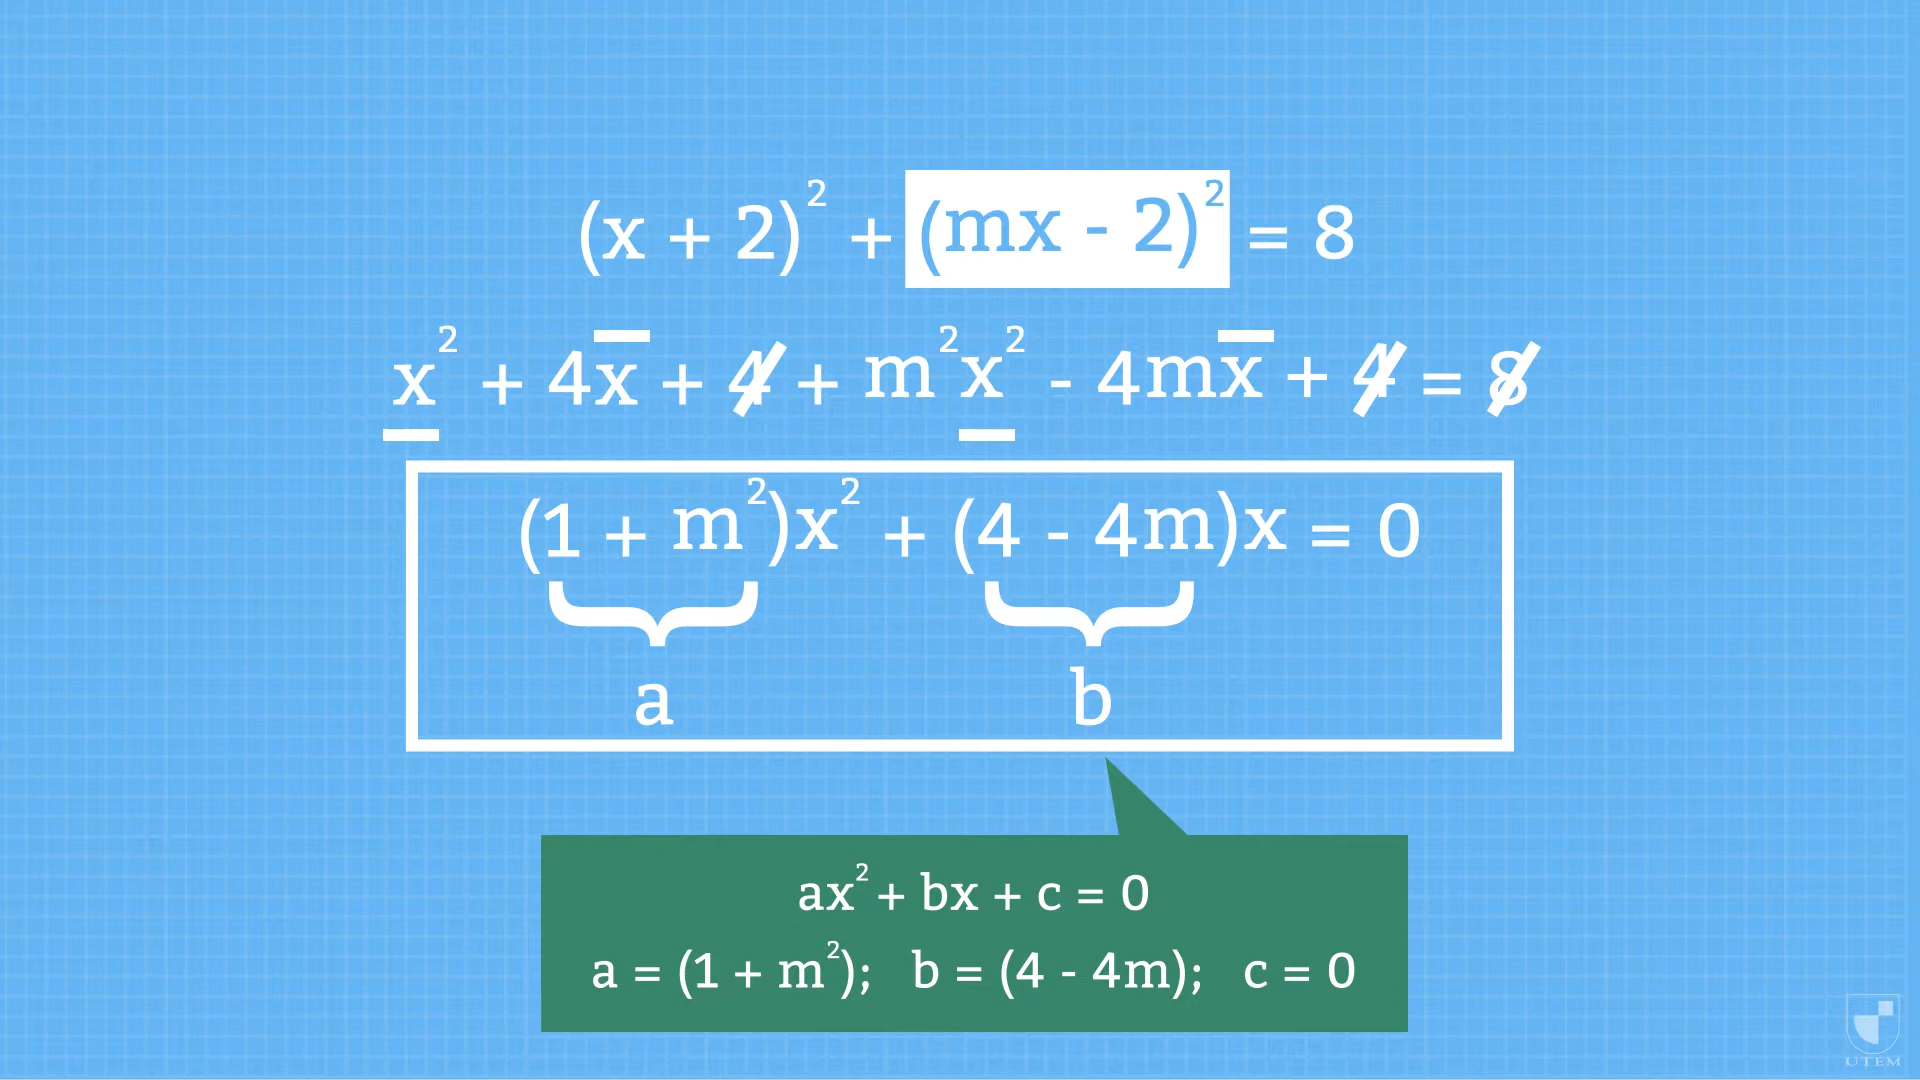 (x + 2)² + (mx - 2)² = 8
x² + 4x + 4 + m²x² - 4mx + 4 = 8
(1 + m²)x² + (4 - 4m)x = 0
a b
ax² + bx + c = 0
a = (1 + m²); b = (4 - 4m); c = 0
UTEM